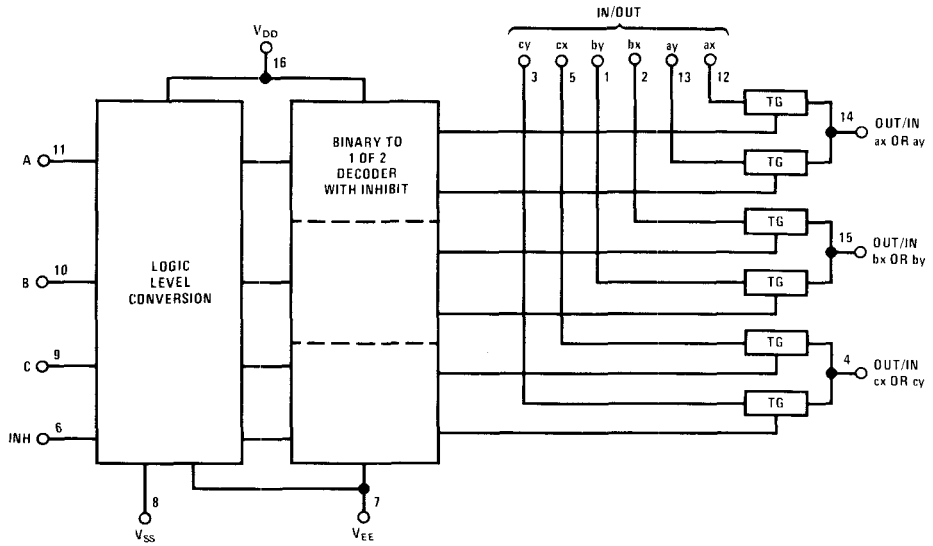 IN/OUT
V_DD
16
cy cx by bx ay ax
3 5 1 2 13 12
TG
14
OUT/IN
ax OR ay
A 11
BINARY TO
1 OF 2
DECODER
WITH INHIBIT
TG
TG
15
OUT/IN
bx OR by
B 10
LOGIC
LEVEL
CONVERSION
TG
TG
C 9
4
OUT/IN
cx OR cy
TG
INH 6
8
7
V_SS
V_EE